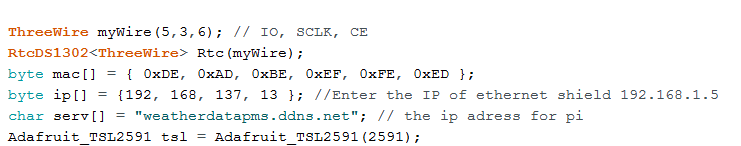 ThreeWire myWire(5,3,6); // IO, SCLK, CE
RtcDS1302<ThreeWire> Rtc(myWire);
byte mac[] = { 0xDE, 0xAD, 0xBE, 0xEF, 0xFE, 0xED };
byte ip[] = {192, 168, 137, 13 }; //Enter the IP of ethernet shield 192.168.1.5
char serv[] = "weatherdatapms.ddns.net"; // the ip adress for pi
Adafruit_TSL2591 tsl = Adafruit_TSL2591(2591);